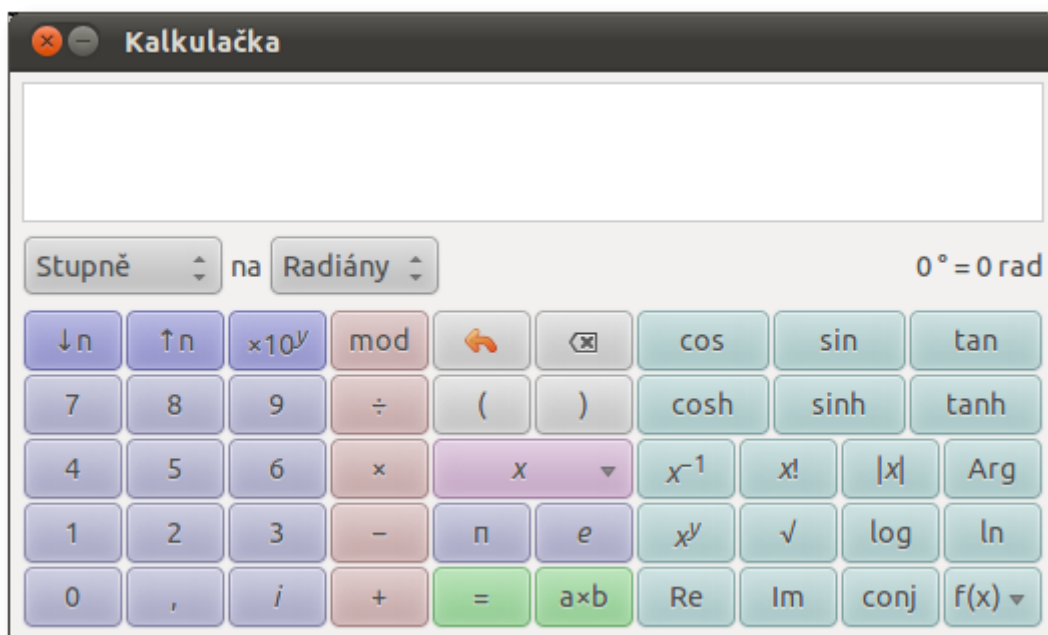 Kalkulačka
Stupně na Radiány 0 ° = 0 rad
↓n ↑n ×10ʸ mod cos sin tan
7 8 9 ÷ ( ) cosh sinh tanh
4 5 6 × x x⁻¹ x! |x| Arg
1 2 3 − π e xʸ √ log ln
0 , i + = a×b Re Im conj f(x)